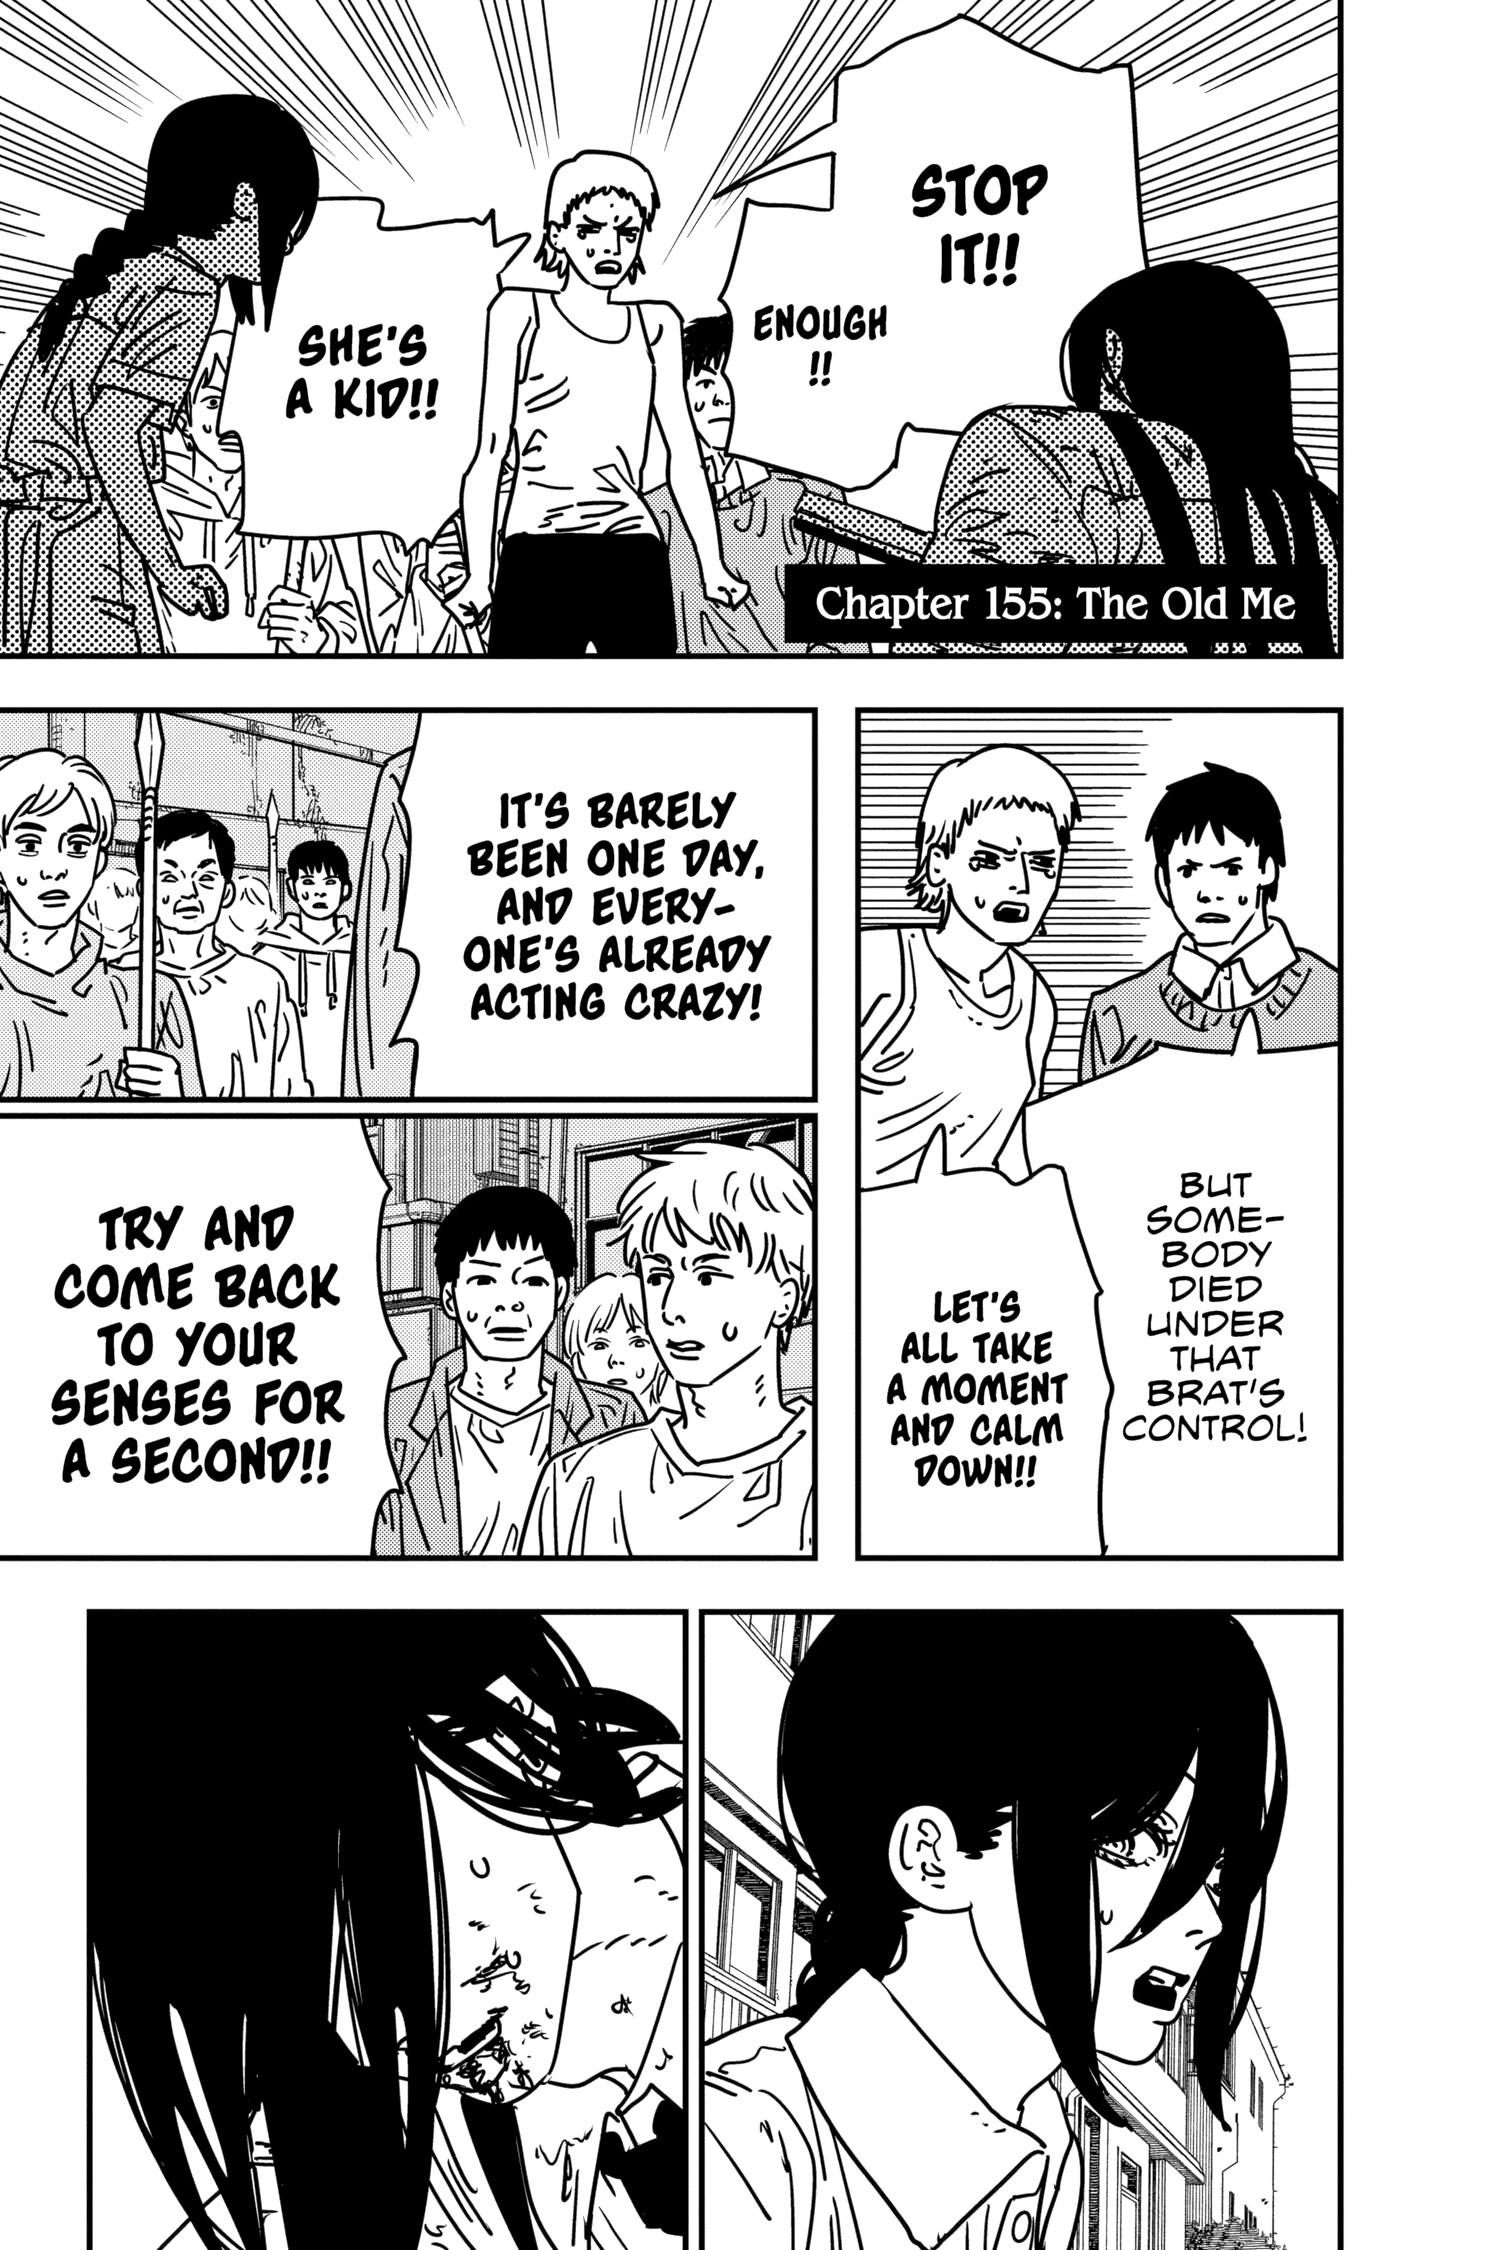 STOP
IT!!
ENOUGH
!!
SHE'S
A KID!!
Chapter 155: The Old Me
BUT
SOME-
BODY
DIED
UNDER
THAT
BRAT'S
CONTROL!
LET'S
ALL TAKE
A MOMENT
AND CALM
DOWN!!
IT'S BARELY
BEEN ONE DAY,
AND EVERY-
ONE'S ALREADY
ACTING CRAZY!
TRY AND
COME BACK
TO YOUR
SENSES FOR
A SECOND!!